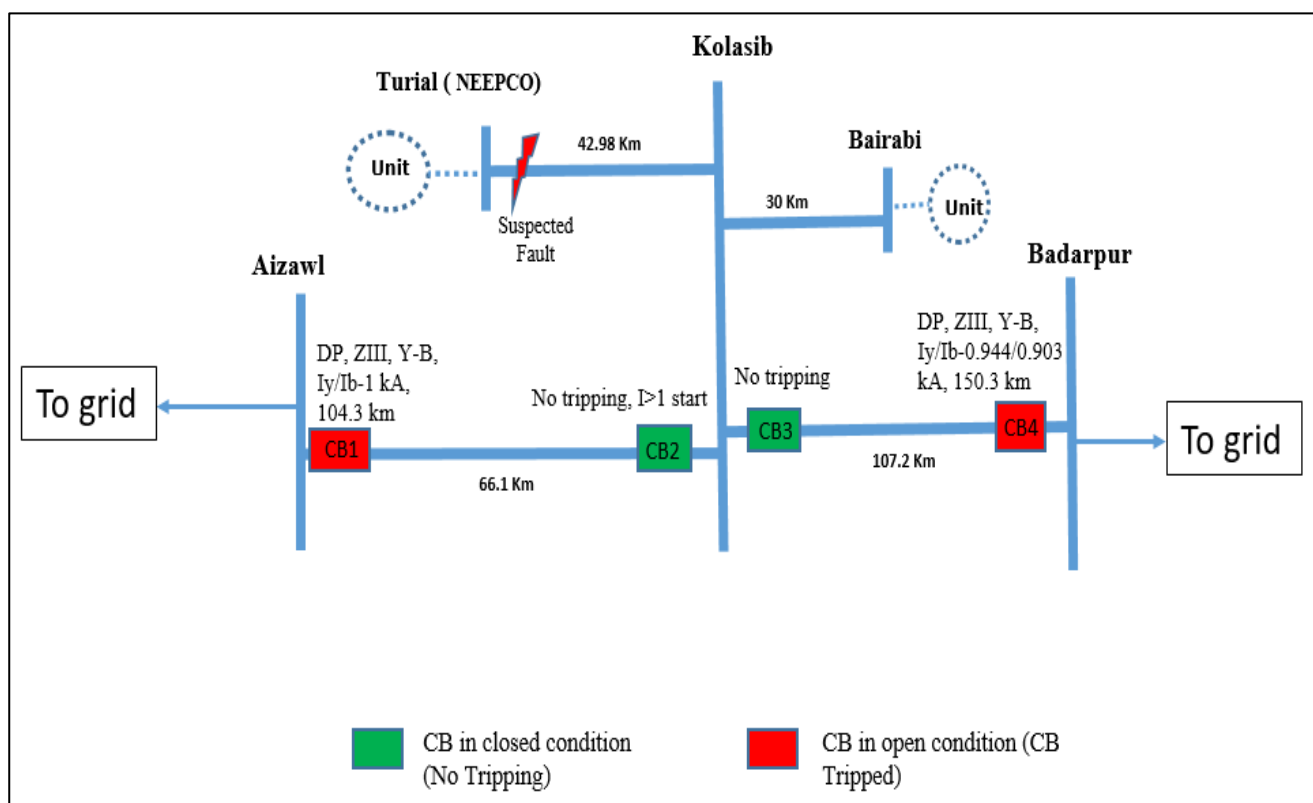 Kolasib
Turial ( NEEPCO)
42.98 Km
Bairabi
Unit
Unit
30 Km
Suspected
Fault
Aizawl
Badarpur
DP, ZIII, Y-B,
Iy/Ib-1 kA,
104.3 km
DP, ZIII, Y-B,
Iy/Ib-0.944/0.903
kA, 150.3 km
To grid
No tripping, I>1 start
No tripping
To grid
CB1
CB2
CB3
CB4
66.1 Km
107.2 Km
CB in closed condition
(No Tripping)
CB in open condition (CB
Tripped)